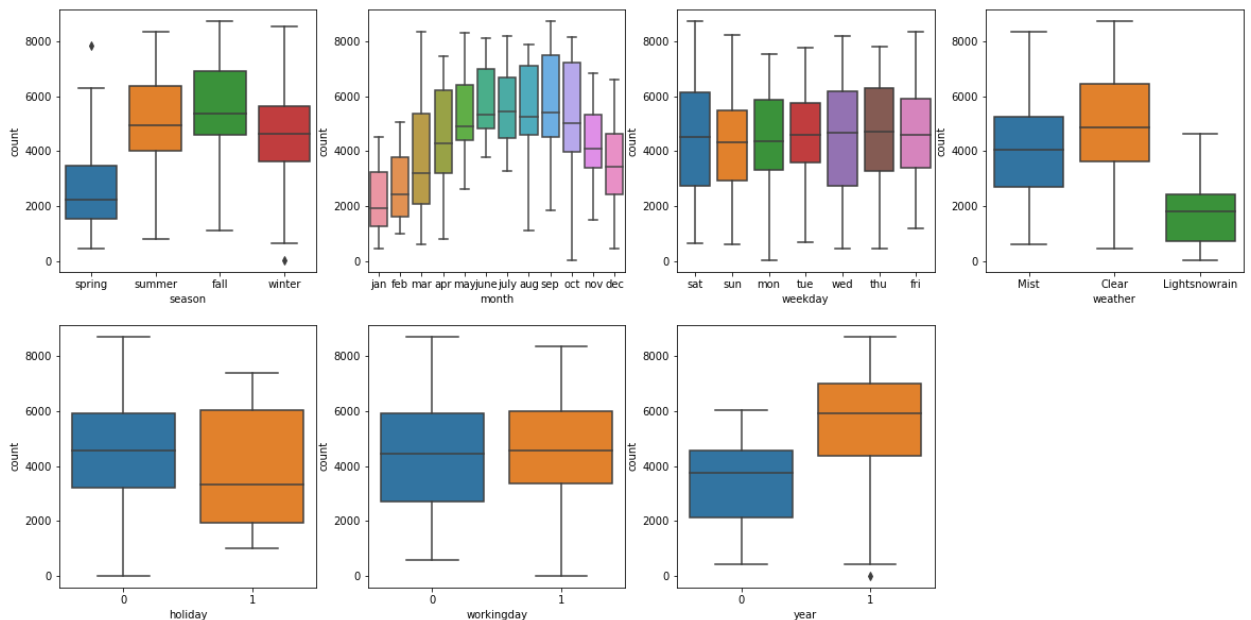 count
8000
6000
4000
2000
0
spring summer fall winter
season
count
8000
6000
4000
2000
0
jan feb mar apr may june july aug sep oct nov dec
month
count
8000
6000
4000
2000
0
sat sun mon tue wed thu fri
weekday
count
8000
6000
4000
2000
0
Mist Clear Lightsnowrain
weather
count
8000
6000
4000
2000
0
0 1
holiday
count
8000
6000
4000
2000
0
0 1
workingday
count
8000
6000
4000
2000
0
0 1
year